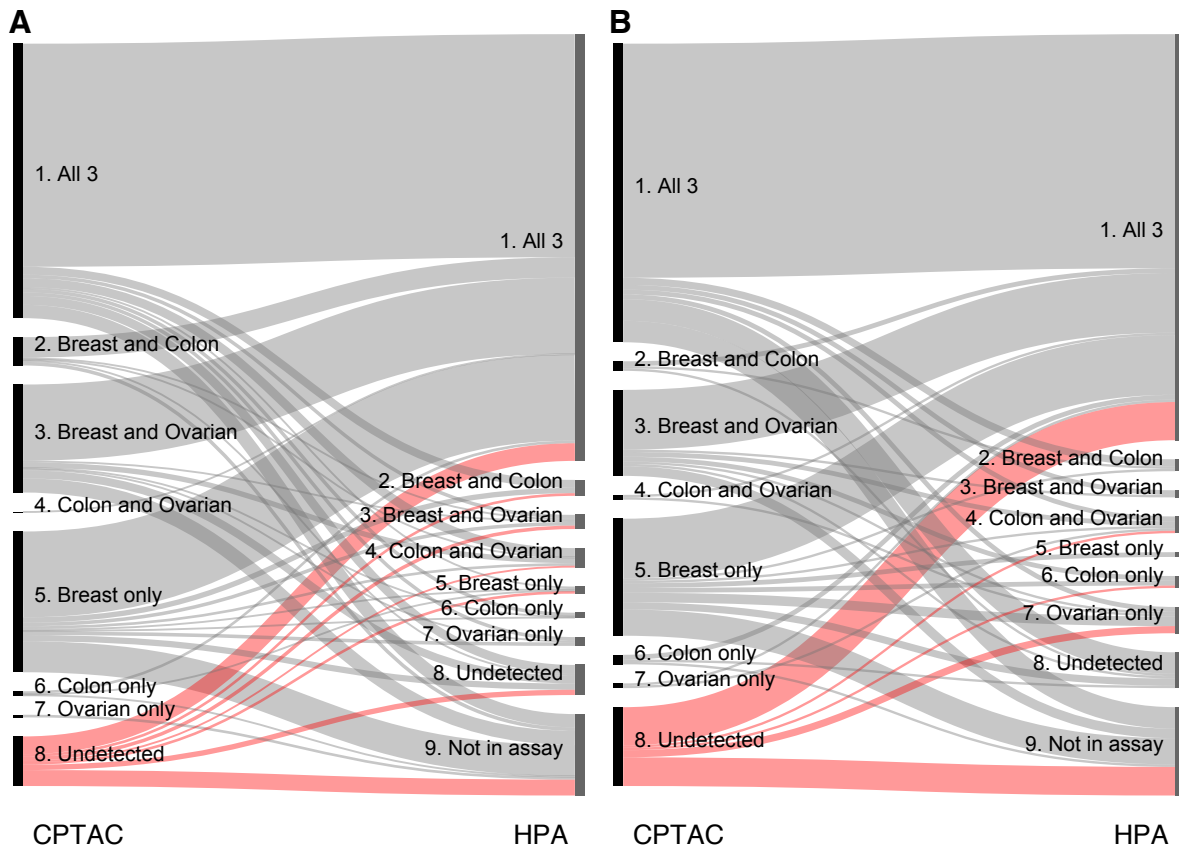 A
1. All 3
2. Breast and Colon
3. Breast and Ovarian
4. Colon and Ovarian
5. Breast only
6. Colon only
7. Ovarian only
8. Undetected
1. All 3
2. Breast and Colon
3. Breast and Ovarian
4. Colon and Ovarian
5. Breast only
6. Colon only
7. Ovarian only
8. Undetected
9. Not in assay
CPTAC
HPA
B
1. All 3
2. Breast and Colon
3. Breast and Ovarian
4. Colon and Ovarian
5. Breast only
6. Colon only
7. Ovarian only
8. Undetected
1. All 3
2. Breast and Colon
3. Breast and Ovarian
4. Colon and Ovarian
5. Breast only
6. Colon only
7. Ovarian only
8. Undetected
9. Not in assay
CPTAC
HPA